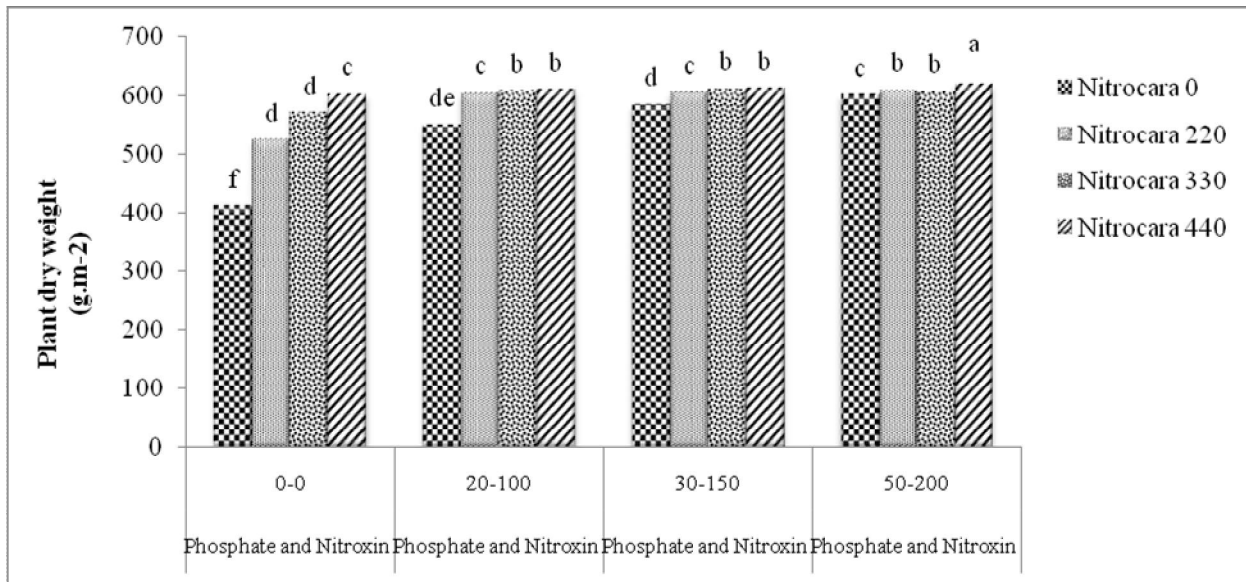 700
600
500
400
300
200
100
0
Plant dry weight
(g.m-2)
f
d
d
c
de
c
b
b
d
c
b
b
c
b
b
a
0-0
20-100
30-150
50-200
Phosphate and Nitroxin
Phosphate and Nitroxin
Phosphate and Nitroxin
Phosphate and Nitroxin
Nitrocara 0
Nitrocara 220
Nitrocara 330
Nitrocara 440